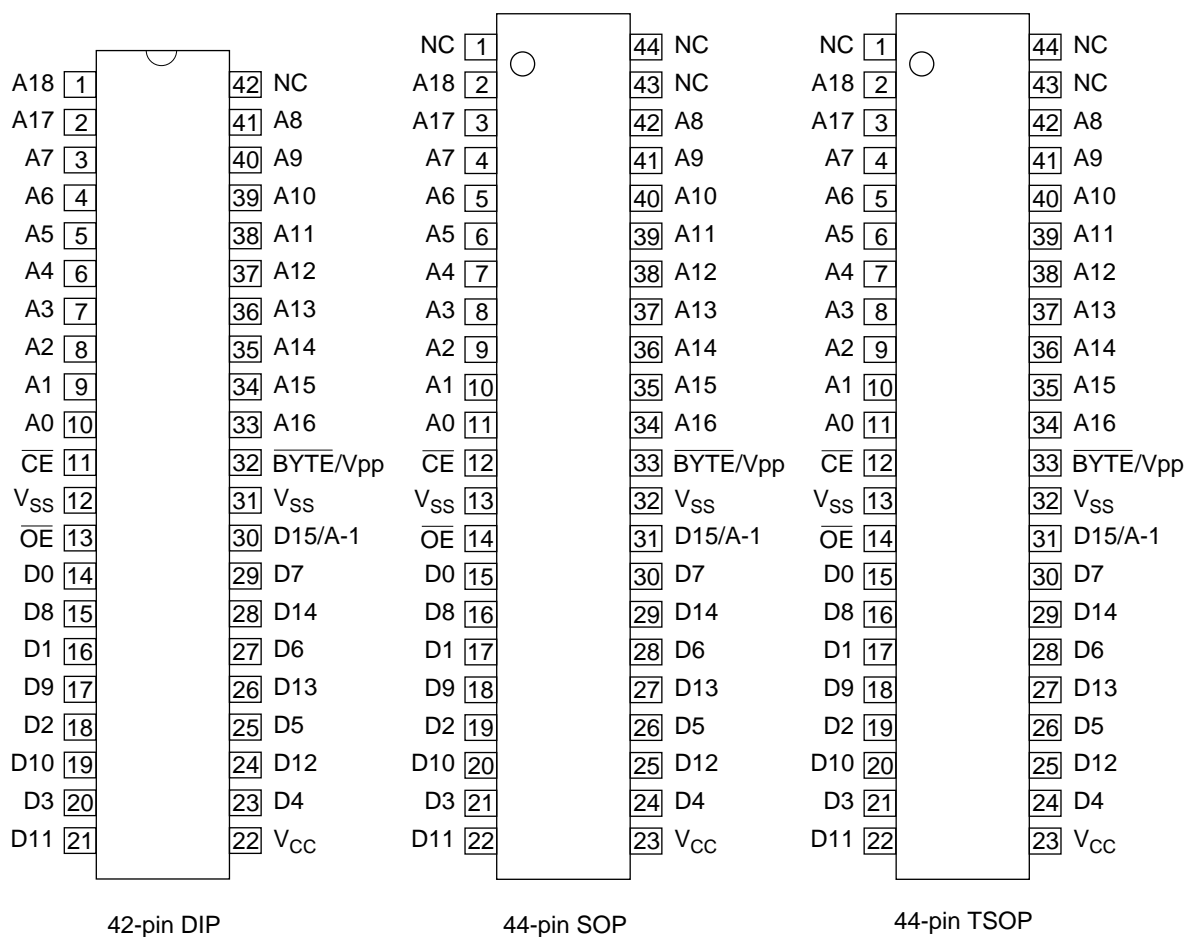 NC 1 44 NC NC 1 44 NC
A18 1 42 NC A18 2 43 NC A18 2 43 NC
A17 2 41 A8 A17 3 42 A8 A17 3 42 A8
A7 3 40 A9 A7 4 41 A9 A7 4 41 A9
A6 4 39 A10 A6 5 40 A10 A6 5 40 A10
A5 5 38 A11 A5 6 39 A11 A5 6 39 A11
A4 6 37 A12 A4 7 38 A12 A4 7 38 A12
A3 7 36 A13 A3 8 37 A13 A3 8 37 A13
A2 8 35 A14 A2 9 36 A14 A2 9 36 A14
A1 9 34 A15 A1 10 35 A15 A1 10 35 A15
A0 10 33 A16 A0 11 34 A16 A0 11 34 A16
C̅E̅ 11 32 B̅Y̅T̅E̅/Vpp C̅E̅ 12 33 B̅Y̅T̅E̅/Vpp C̅E̅ 12 33 B̅Y̅T̅E̅/Vpp
VSS 12 31 VSS VSS 13 32 VSS VSS 13 32 VSS
O̅E̅ 13 30 D15/A-1 O̅E̅ 14 31 D15/A-1 O̅E̅ 14 31 D15/A-1
D0 14 29 D7 D0 15 30 D7 D0 15 30 D7
D8 15 28 D14 D8 16 29 D14 D8 16 29 D14
D1 16 27 D6 D1 17 28 D6 D1 17 28 D6
D9 17 26 D13 D9 18 27 D13 D9 18 27 D13
D2 18 25 D5 D2 19 26 D5 D2 19 26 D5
D10 19 24 D12 D10 20 25 D12 D10 20 25 D12
D3 20 23 D4 D3 21 24 D4 D3 21 24 D4
D11 21 22 VCC D11 22 23 VCC D11 22 23 VCC
42-pin DIP 44-pin SOP 44-pin TSOP